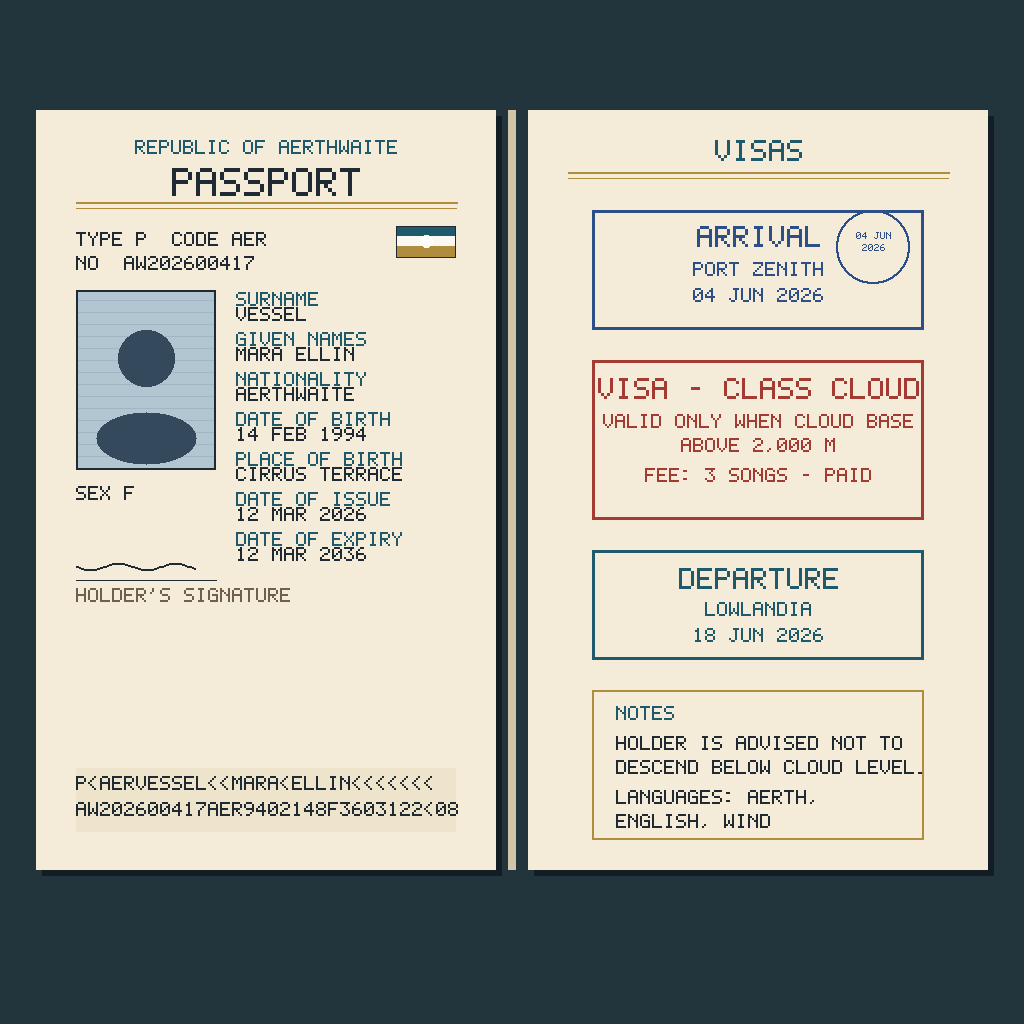 REPUBLIC OF AERTHWAITE
PASSPORT
TYPE P  CODE AER
NO  AW202600417
SURNAME
VESSEL
GIVEN NAMES
MARA ELLIN
NATIONALITY
AERTHWAITE
DATE OF BIRTH
14 FEB 1994
PLACE OF BIRTH
CIRRUS TERRACE
DATE OF ISSUE
12 MAR 2026
DATE OF EXPIRY
12 MAR 2036
SEX F
HOLDER'S SIGNATURE
P<AERVESSEL<<MARA<ELLIN<<<<<<<
AW202600417AER9402148F3603122<08
VISAS
ARRIVAL
PORT ZENITH
04 JUN 2026
04 JUN
2026
VISA - CLASS CLOUD
VALID ONLY WHEN CLOUD BASE
ABOVE 2,000 M
FEE: 3 SONGS - PAID
DEPARTURE
LOWLANDIA
18 JUN 2026
NOTES
HOLDER IS ADVISED NOT TO
DESCEND BELOW CLOUD LEVEL.
LANGUAGES: AERTH,
ENGLISH, WIND